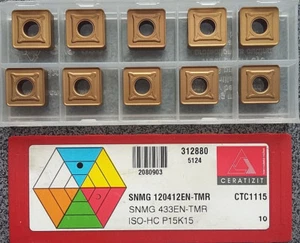 312880
5124
2080903
CERATIZIT
SNMG 120412EN-TMR
CTC1115
SNMG 433EN-TMR
ISO-HC P15K15
10